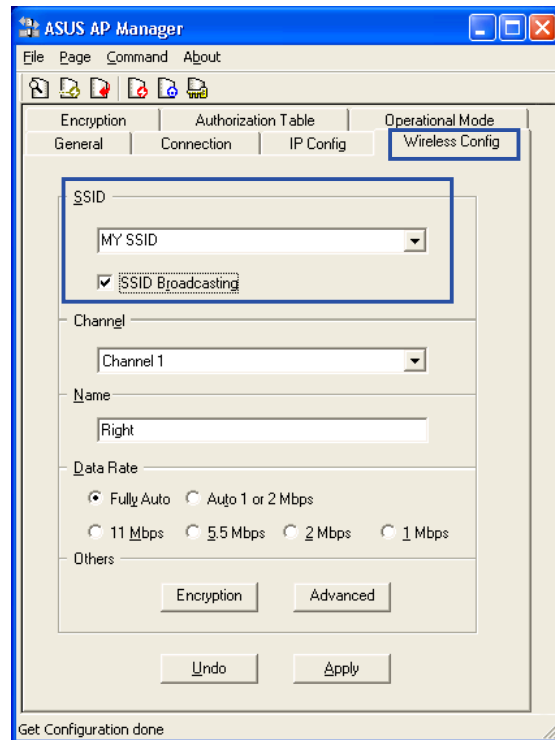 ASUS AP Manager
File Page Command About
Encryption Authorization Table Operational Mode
General Connection IP Config Wireless Config
SSID
MY SSID
SSID Broadcasting
Channel
Channel 1
Name
Right
Data Rate
Fully Auto Auto 1 or 2 Mbps
11 Mbps 5.5 Mbps 2 Mbps 1 Mbps
Others
Encryption Advanced
Undo Apply
Get Configuration done